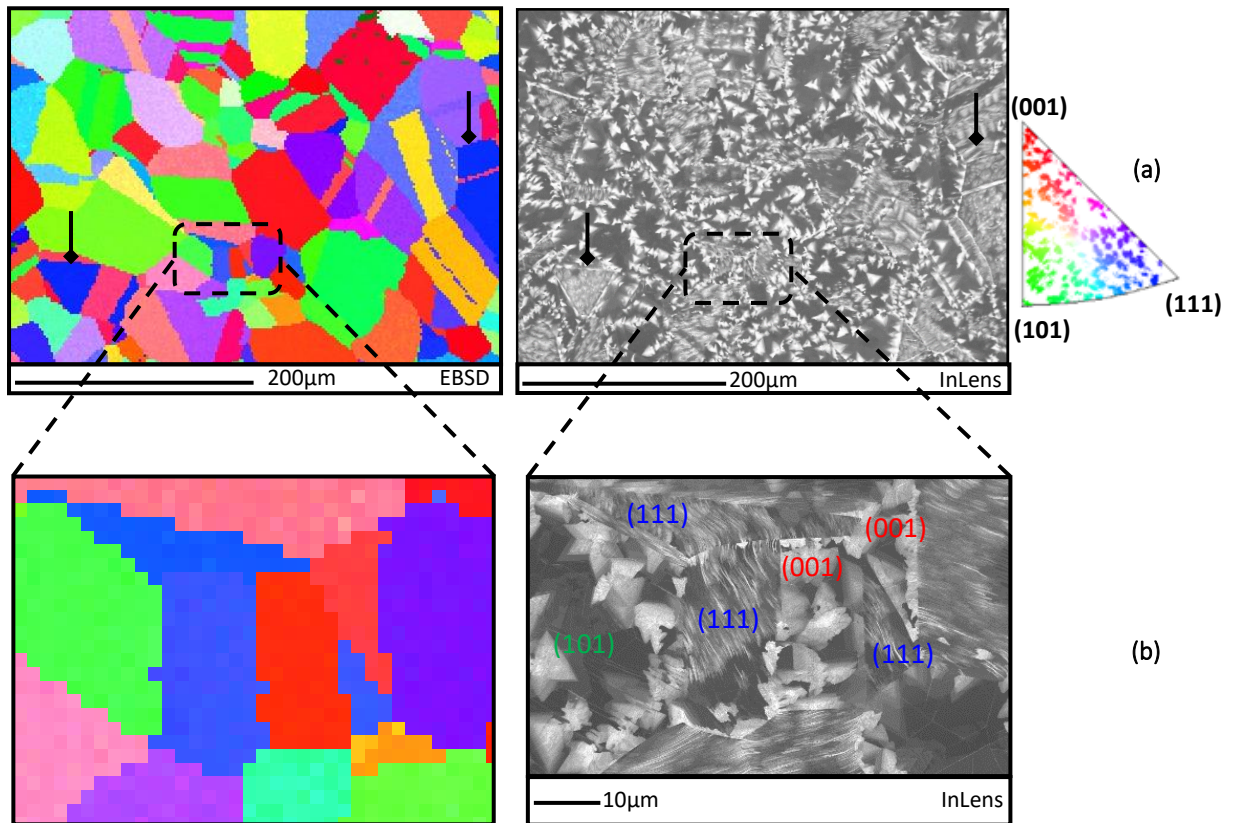 (001)
(a)
(111)
(101)
200µm EBSD
200µm InLens
(111)
(001)
(001)
(111)
(101)
(111)
(b)
10µm InLens